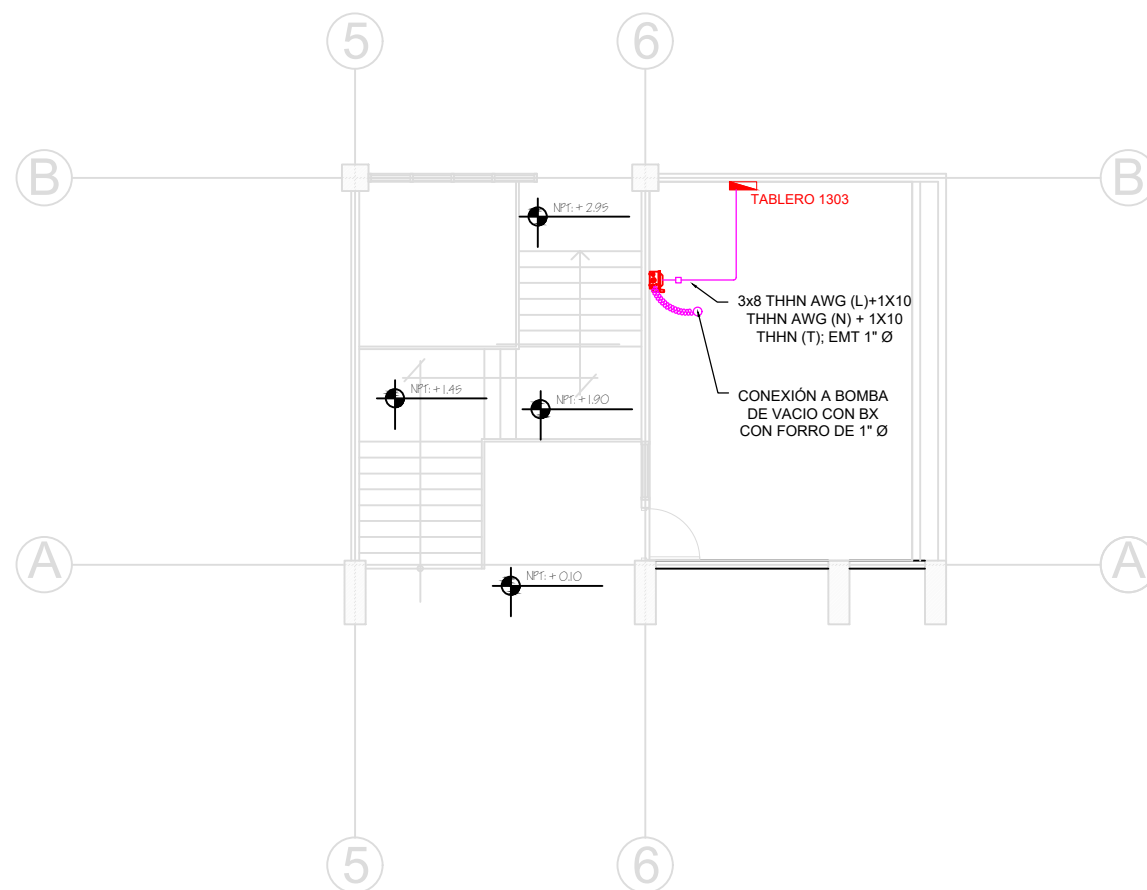 5
6
B
B
NPT: + 2.95
TABLERO 1303
3x8 THHN AWG (L)+1X10
THHN AWG (N) + 1X10
THHN (T); EMT 1" Ø
NPT: +1.45
NPT: +1.90
CONEXIÓN A BOMBA
DE VACIO CON BX
CON FORRO DE 1" Ø
A
A
NPT: + 0.10
5
6